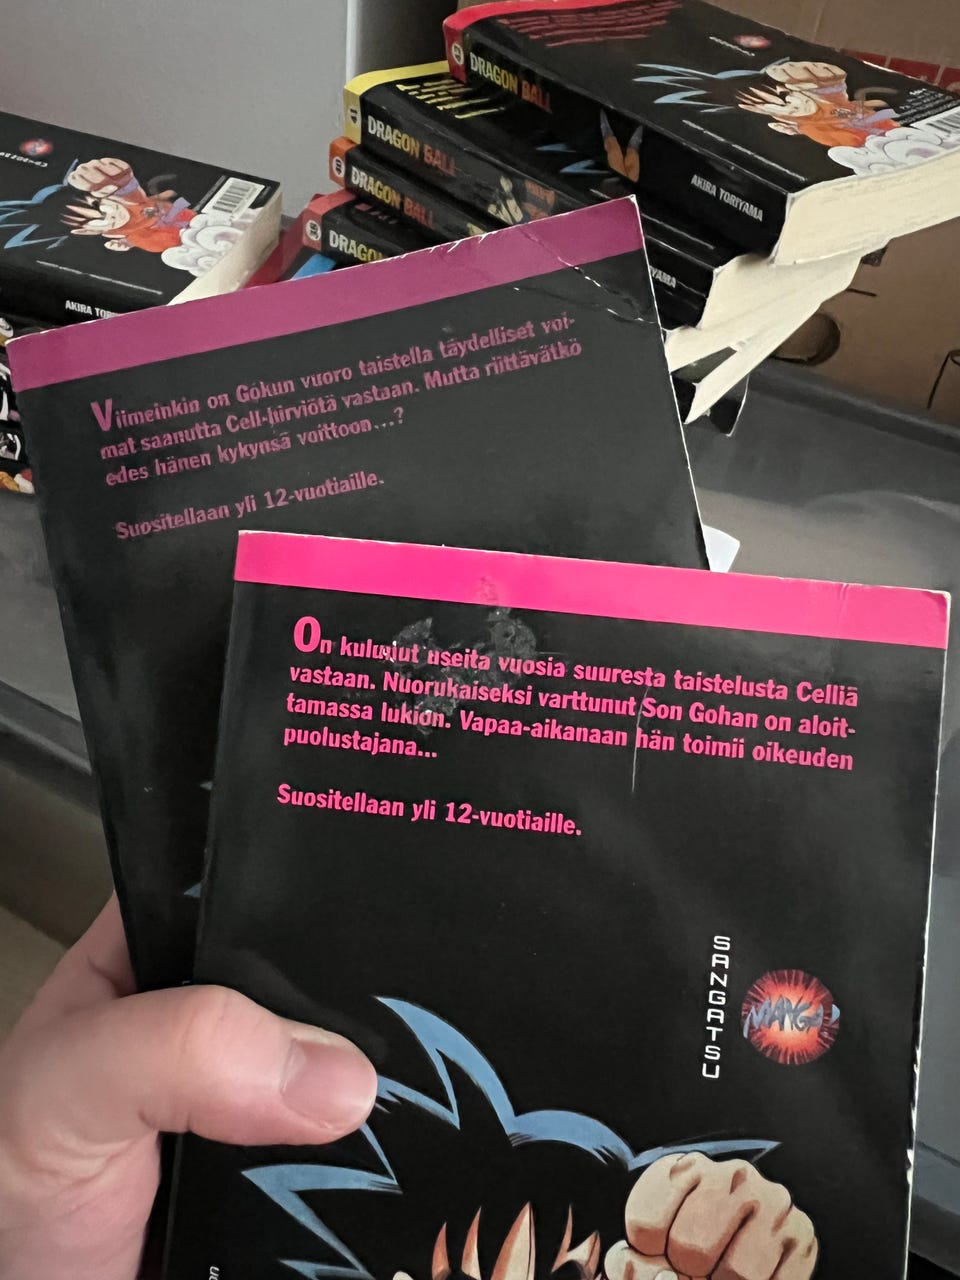 DRAGON BALL
AKIRA TORIYAMA
DRAGON BALL
DRAGON BALL
DRAGON
Viimeinkin on Gokun vuoro taistella täydelliset voi-
mat saanutta Cell-hirviötä vastaan. Mutta riittävätkö
edes hänen kykynsä voittoon...?
Suositellaan yli 12-vuotiaille.
On kulunut useita vuosia suuresta taistelusta Celliä
vastaan. Nuorukaiseksi varttunut Son Gohan on aloit-
tamassa lukion. Vapaa-aikanaan hän toimii oikeuden
puolustajana...
Suositellaan yli 12-vuotiaille.
SANGATSU
MANGA